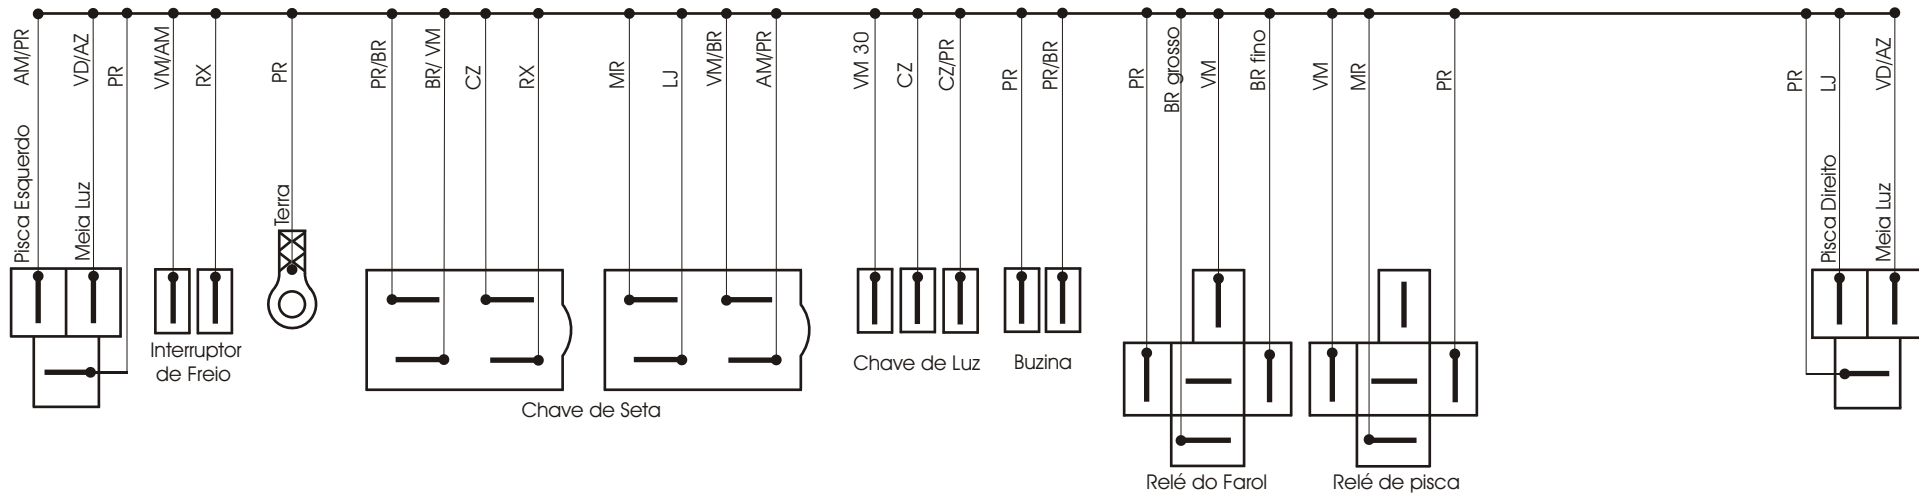 AM/PR
VD/AZ
PR
VM/AM
RX
PR
PR/BR
BR/ VM
CZ
RX
MR
LJ
VM/BR
AM/PR
VM 30
CZ
CZ/PR
PR
PR/BR
PR
BR grosso
VM
BR fino
VM
MR
PR
PR
LJ
VD/AZ
Pisca Esquerdo
Meia Luz
Terra
Pisca Direito
Meia Luz
Interruptor
de Freio
Chave de Seta
Chave de Luz
Buzina
Relé do Farol
Relé de pisca